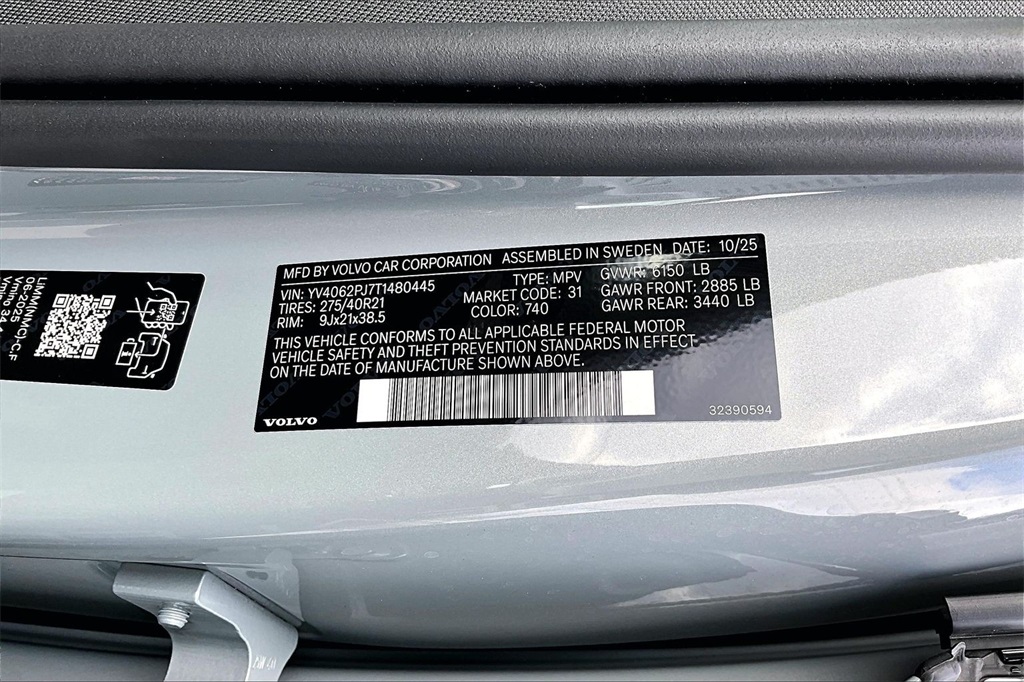 MFD BY VOLVO CAR CORPORATION ASSEMBLED IN SWEDEN DATE: 10/25
VIN: YV4062PJ7T1480445 TYPE: MPV GVWR: 6150 LB
TIRES: 275/40R21 MARKET CODE: 31 GAWR FRONT: 2885 LB
RIM: 9Jx21x38.5 COLOR: 740 GAWR REAR: 3440 LB
THIS VEHICLE CONFORMS TO ALL APPLICABLE FEDERAL MOTOR
VEHICLE SAFETY AND THEFT PREVENTION STANDARDS IN EFFECT
ON THE DATE OF MANUFACTURE SHOWN ABOVE.
VOLVO 32390594
06-2025